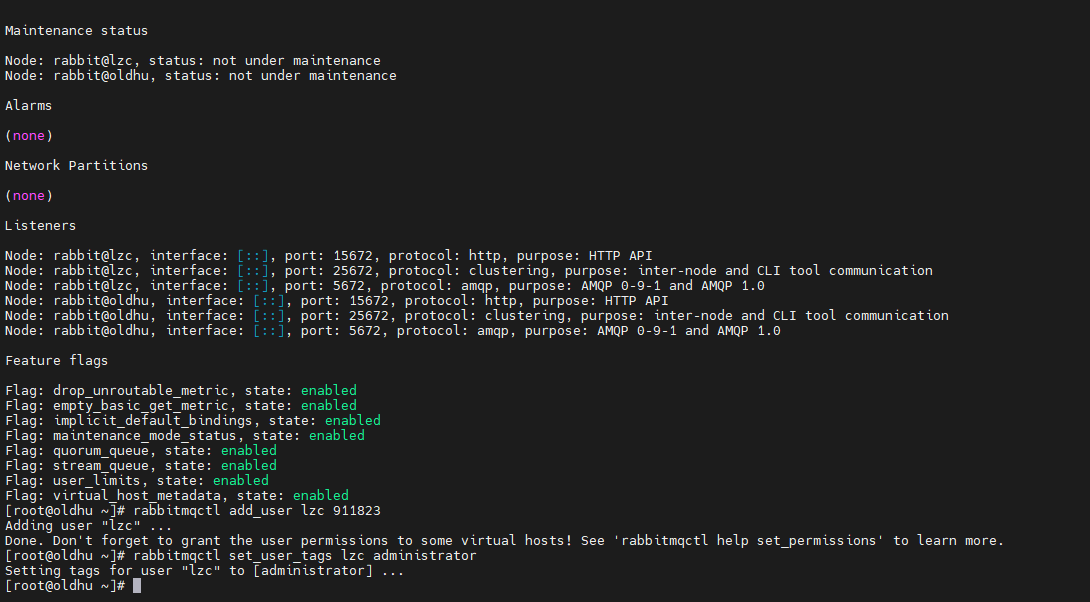 Maintenance status
Node: rabbit@lzc, status: not under maintenance
Node: rabbit@oldhu, status: not under maintenance
Alarms
(none)
Network Partitions
(none)
Listeners
Node: rabbit@lzc, interface: [::], port: 15672, protocol: http, purpose: HTTP API
Node: rabbit@lzc, interface: [::], port: 25672, protocol: clustering, purpose: inter-node and CLI tool communication
Node: rabbit@lzc, interface: [::], port: 5672, protocol: amqp, purpose: AMQP 0-9-1 and AMQP 1.0
Node: rabbit@oldhu, interface: [::], port: 15672, protocol: http, purpose: HTTP API
Node: rabbit@oldhu, interface: [::], port: 25672, protocol: clustering, purpose: inter-node and CLI tool communication
Node: rabbit@oldhu, interface: [::], port: 5672, protocol: amqp, purpose: AMQP 0-9-1 and AMQP 1.0
Feature flags
Flag: drop_unroutable_metric, state: enabled
Flag: empty_basic_get_metric, state: enabled
Flag: implicit_default_bindings, state: enabled
Flag: maintenance_mode_status, state: enabled
Flag: quorum_queue, state: enabled
Flag: stream_queue, state: enabled
Flag: user_limits, state: enabled
Flag: virtual_host_metadata, state: enabled
[root@oldhu ~]# rabbitmqctl add_user lzc 911823
Adding user "lzc" ...
Done. Don't forget to grant the user permissions to some virtual hosts! See 'rabbitmqctl help set_permissions' to learn more.
[root@oldhu ~]# rabbitmqctl set_user_tags lzc administrator
Setting tags for user "lzc" to [administrator] ...
[root@oldhu ~]#